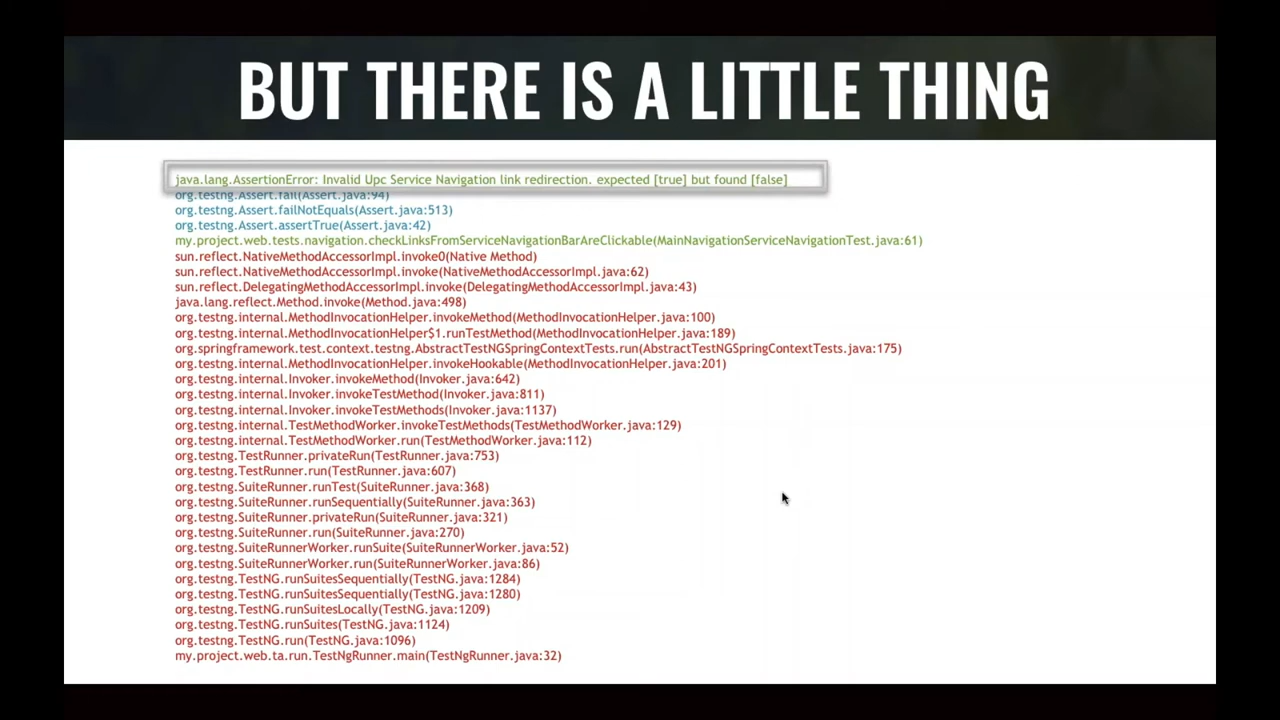 BUT THERE IS A LITTLE THING
java.lang.AssertionError: Invalid Upc Service Navigation link redirection. expected [true] but found [false]
org.testng.Assert.fail(Assert.java:94)
org.testng.Assert.failNotEquals(Assert.java:513)
org.testng.Assert.assertTrue(Assert.java:42)
my.project.web.tests.navigation.checkLinksFromServiceNavigationBarAreClickable(MainNavigationServiceNavigationTest.java:61)
sun.reflect.NativeMethodAccessorImpl.invoke0(Native Method)
sun.reflect.NativeMethodAccessorImpl.invoke(NativeMethodAccessorImpl.java:62)
sun.reflect.DelegatingMethodAccessorImpl.invoke(DelegatingMethodAccessorImpl.java:43)
java.lang.reflect.Method.invoke(Method.java:498)
org.testng.internal.MethodInvocationHelper.invokeMethod(MethodInvocationHelper.java:100)
org.testng.internal.MethodInvocationHelper$1.runTestMethod(MethodInvocationHelper.java:189)
org.springframework.test.context.testng.AbstractTestNGSpringContextTests.run(AbstractTestNGSpringContextTests.java:175)
org.testng.internal.MethodInvocationHelper.invokeHookable(MethodInvocationHelper.java:201)
org.testng.internal.Invoker.invokeMethod(Invoker.java:642)
org.testng.internal.Invoker.invokeTestMethod(Invoker.java:811)
org.testng.internal.Invoker.invokeTestMethods(Invoker.java:1137)
org.testng.internal.TestMethodWorker.invokeTestMethods(TestMethodWorker.java:129)
org.testng.internal.TestMethodWorker.run(TestMethodWorker.java:112)
org.testng.TestRunner.privateRun(TestRunner.java:753)
org.testng.TestRunner.run(TestRunner.java:607)
org.testng.SuiteRunner.runTest(SuiteRunner.java:368)
org.testng.SuiteRunner.runSequentially(SuiteRunner.java:363)
org.testng.SuiteRunner.privateRun(SuiteRunner.java:321)
org.testng.SuiteRunner.run(SuiteRunner.java:270)
org.testng.SuiteRunnerWorker.runSuite(SuiteRunnerWorker.java:52)
org.testng.SuiteRunnerWorker.run(SuiteRunnerWorker.java:86)
org.testng.TestNG.runSuitesSequentially(TestNG.java:1284)
org.testng.TestNG.runSuitesSequentially(TestNG.java:1280)
org.testng.TestNG.runSuitesLocally(TestNG.java:1209)
org.testng.TestNG.runSuites(TestNG.java:1124)
org.testng.TestNG.run(TestNG.java:1096)
my.project.web.ta.run.TestNgRunner.main(TestNgRunner.java:32)